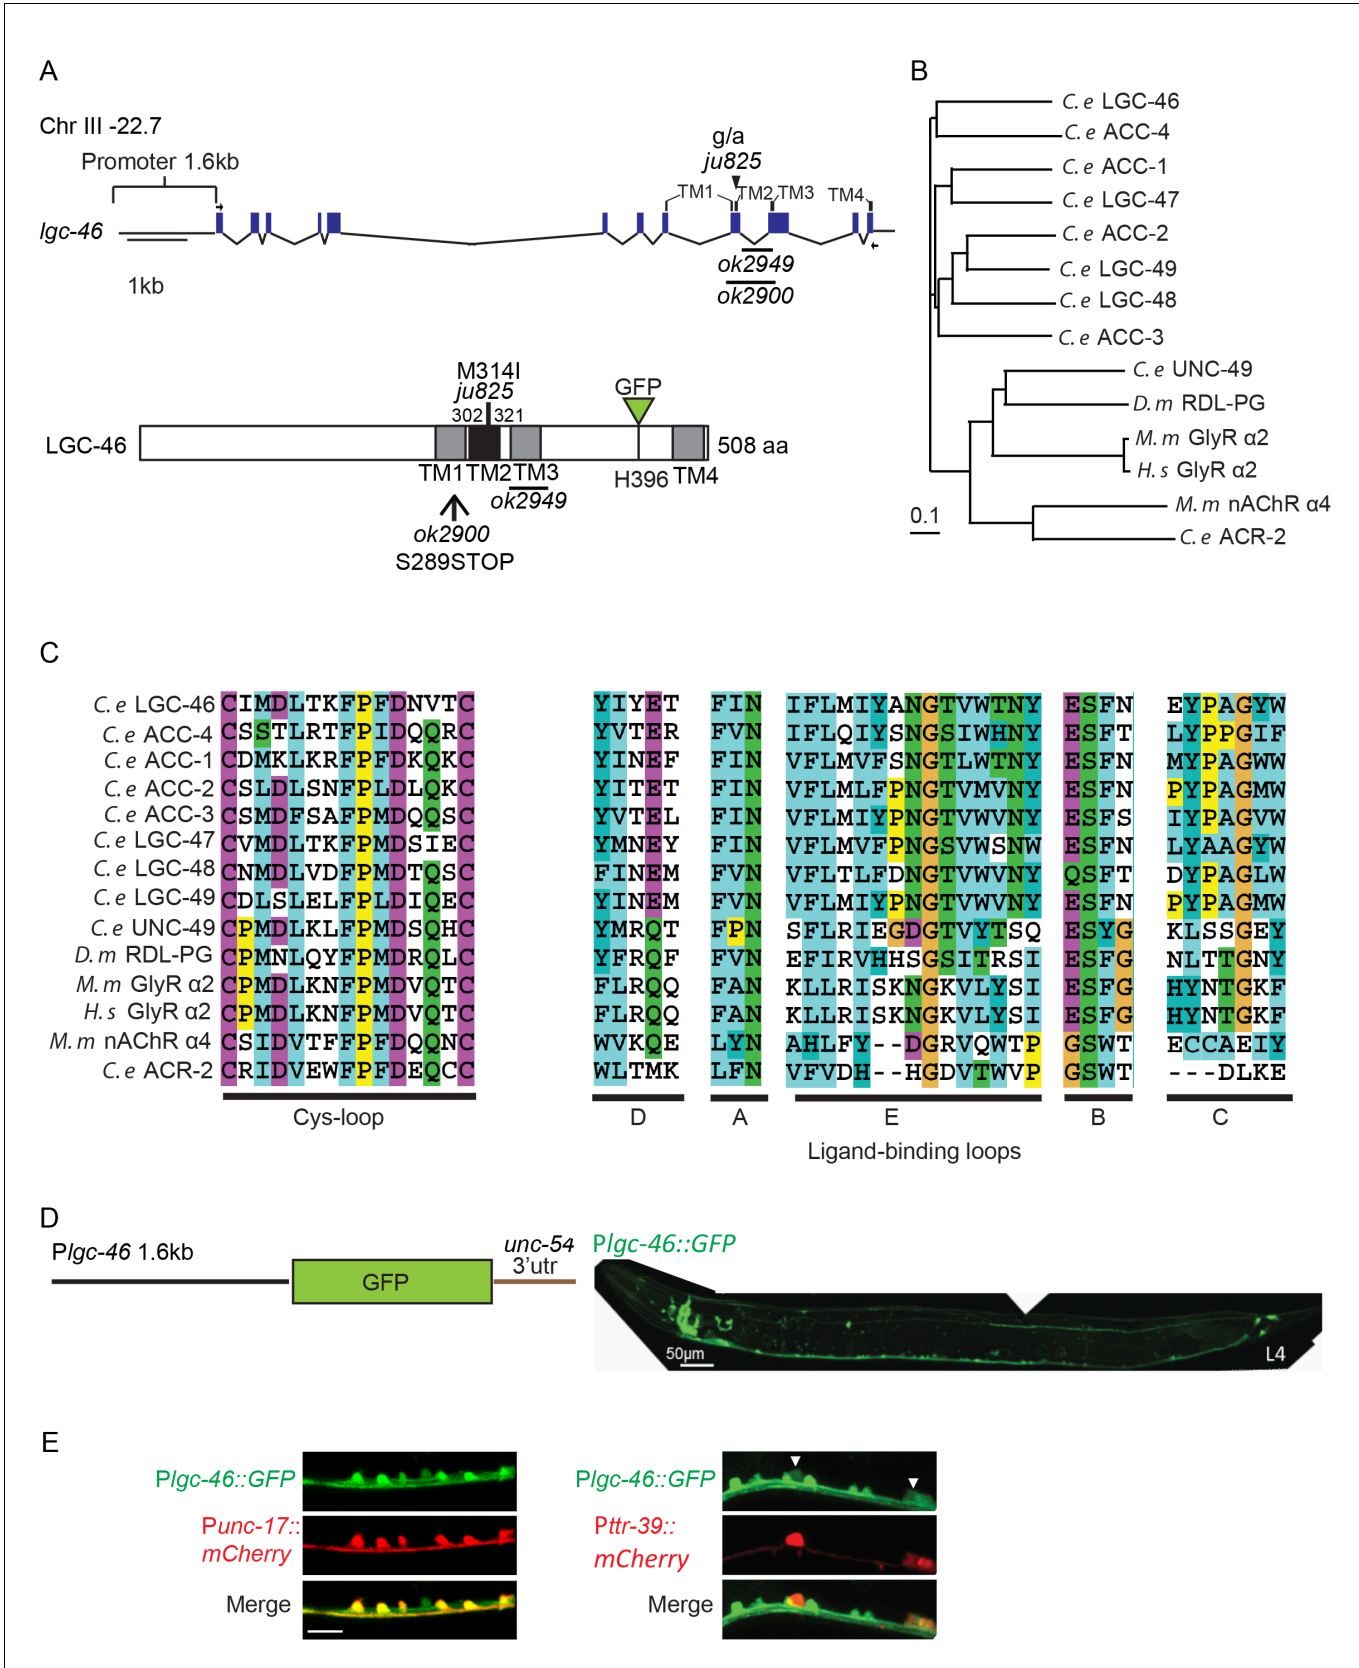 A
Chr III -22.7
Promoter 1.6kb
g/a
ju825
TM1
TM2
TM3
TM4
lgc-46
1kb
ok2949
ok2900
M314I
ju825
302
321
GFP
LGC-46
508 aa
TM1
TM2
TM3
H396
TM4
ok2949
ok2900
S289STOP
B
C. e LGC-46
C. e ACC-4
C. e ACC-1
C. e LGC-47
C. e ACC-2
C. e LGC-49
C. e LGC-48
C. e ACC-3
C. e UNC-49
D. m RDL-PG
M. m GlyR α2
H. s GlyR α2
M. m nAChR α4
C. e ACR-2
0.1
C
C. e LGC-46 CIMDLTKFPFDNVTC YIYET FIN IFLMIYANGTVWTNY ESFN EYPAGYW
C. e ACC-4 CSSTLRTFPIDQQRC YVTER FVN IFLQIYSNGSIWHNY ESFT LYPPGIF
C. e ACC-1 CDMKLKRFPFDKQKC YINEF FIN VFLMVFSNGTLWTNY ESFN MYPAGWW
C. e ACC-2 CSLDLSNFPLDLQKC YITET FIN VFLMLFPNGTVMVNY ESFN PYPAGMW
C. e ACC-3 CSMDFSAFPMDQQSC YVTEL FVN VFLMIYPNGTVWVNY ESFS IYPAGVW
C. e LGC-47 CVMDLTKFPMDSIEC YMNEY FIN VFLMVFPNGSVWSNW ESFN LYAAGYW
C. e LGC-48 CNMDLVDFPMDTQSC FINEM FVN VFLTLFDNGTVWVNY QSFT DYPAGLW
C. e LGC-49 CDLSLELFPLDIQEC YINEM FVN VFLMIYPNGTVWVNY ESFN PYPAGMW
C. e UNC-49 CPMDLKLFPMDSQHC YMRQT FPN SFLRIEGDGTVYTSQ ESYG KLSSGEY
D. m RDL-PG CPMNLQYFPMDRQLC YFRQF FVN EFIRVHHSGSITRSI ESFG NLTTGNY
M. m GlyR α2 CPMDLKNFPMDVQTC FLRQQ FAN KLLRISKNGKVLYSI ESFG HYNTGKF
H. s GlyR α2 CPMDLKNFPMDVQTC FLRQQ FAN KLLRISKNGKVLYSI ESFG HYNTGKF
M. m nAChR α4 CSIDVTFFPFDQQNC WVKQE LYN AHLFY--DGRVQWTP GSWT ECCAEIY
C. e ACR-2 CRIDVEWFPFDEQCC WLTMK LFN VFVDH--HGDVTWVP GSWT ---DLKE
Cys-loop
D
A
E
B
C
Ligand-binding loops
D
Plgc-46 1.6kb
GFP
unc-54
3'utr
Plgc-46::GFP
50μm
L4
E
Plgc-46::GFP
Punc-17::
mCherry
Merge
Plgc-46::GFP
Pttr-39::
mCherry
Merge